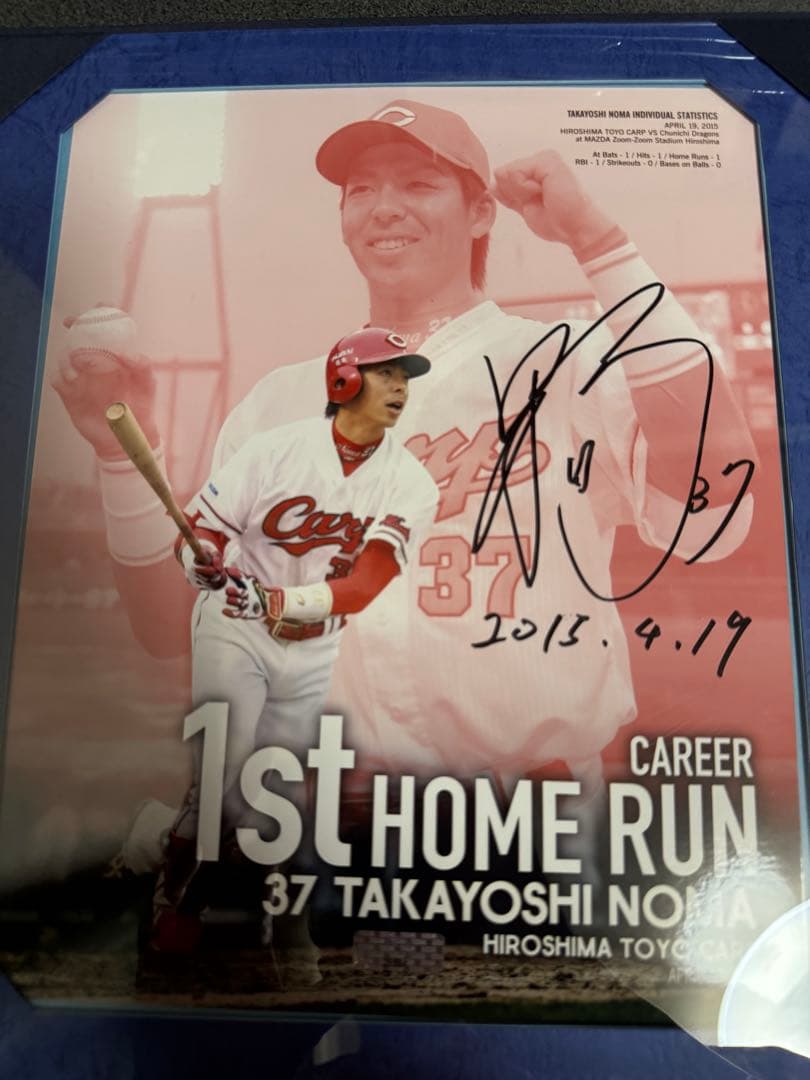 TAKAYOSHI NOMA INDIVIDUAL STATISTICS
APRIL 19, 2015
HIROSHIMA TOYO CARP VS Chunichi Dragons
at MAZDA Zoom-Zoom Stadium Hiroshima
At Bats - 1 / Hits - 1 / Home Runs - 1
RBI - 1 / Strikeouts - 0 / Bases on Balls - 0
C
C
Carp
37
37
2015.4.19
CAREER
1st HOME RUN
37 TAKAYOSHI NOMA
HIROSHIMA TOYO CAR